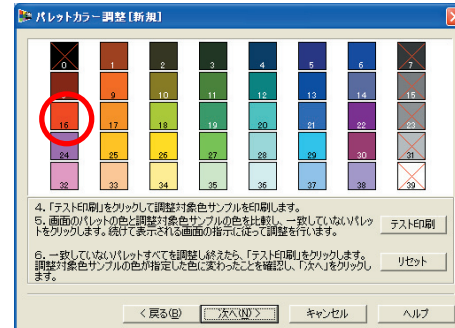 パレットカラー調整[新規]
0 1 2 3 4 5 6 7
8 9 10 11 12 13 14 15
16 17 18 19 20 21 22 23
24 25 26 27 28 29 30 31
32 33 34 35 36 37 38 39
4. 「テスト印刷」をクリックして調整対象色サンプルを印刷します。
5. 画面のパレットの色と調整対象色サンプルの色を比較し、一致していないパレッ
トをクリックします。続けて表示される画面の指示に従って調整を行います。
テスト印刷
6. 一致していないパレットすべてを調整し終えたら、「テスト印刷」をクリックします。
調整対象色サンプルの色が指定した色に変わったことを確認し、「次へ」をクリックし
ます。
リセット
< 戻る(B) 次へ(N) > キャンセル ヘルプ